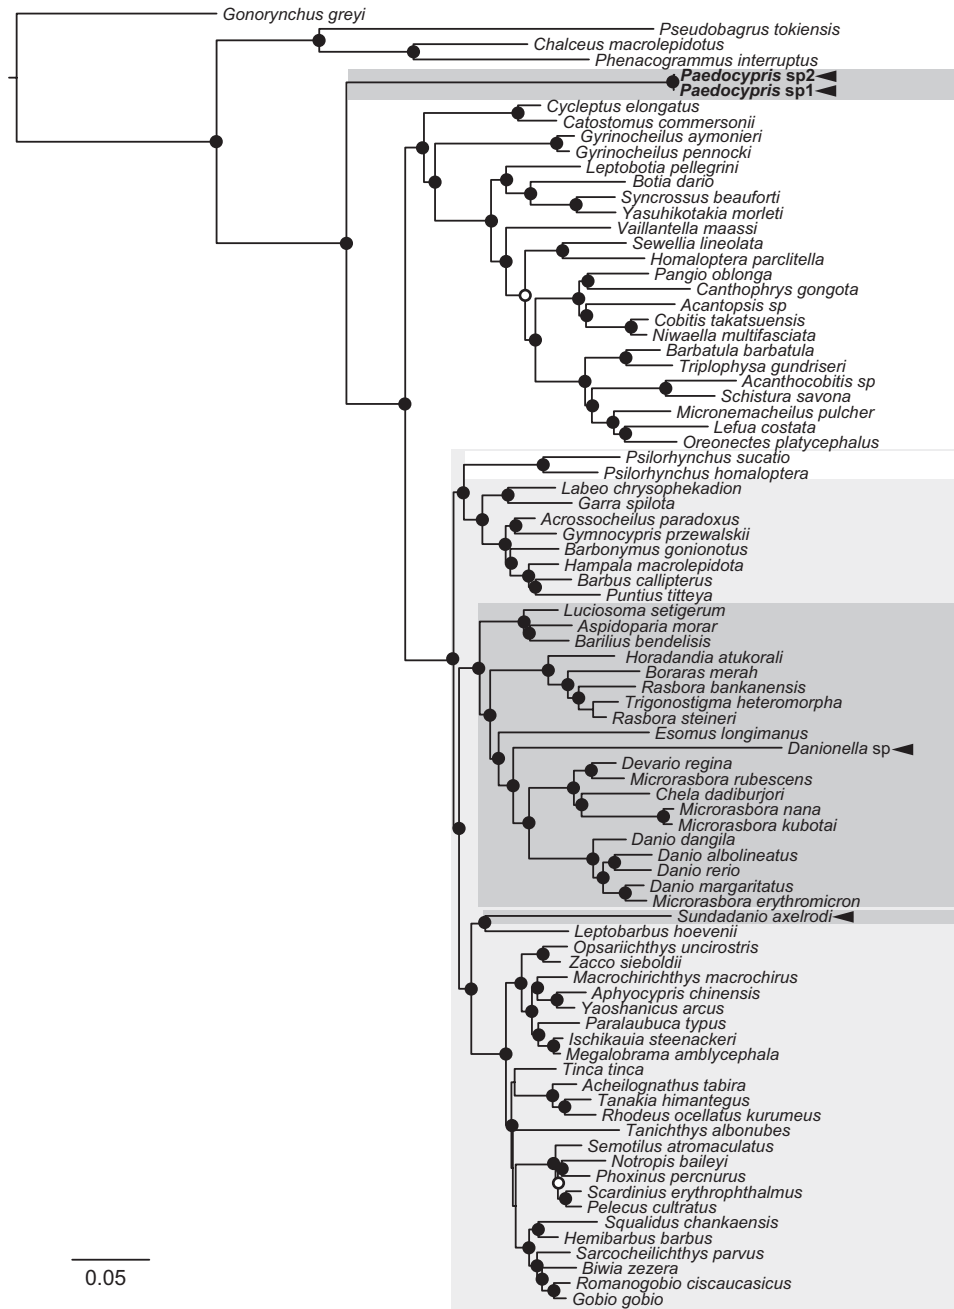 Gonorynchus greyi
Pseudobagrus tokiensis
Chalceus macrolepidotus
Phenacogrammus interruptus
Paedocypris sp2
Paedocypris sp1
Cycleptus elongatus
Catostomus commersonii
Gyrinocheilus aymonieri
Gyrinocheilus pennocki
Leptobotia pellegrini
Botia dario
Syncrossus beauforti
Yasuhikotakia morleti
Vaillantella maassi
Sewellia lineolata
Homaloptera parclitella
Pangio oblonga
Canthophrys gongota
Acantopsis sp
Cobitis takatsuensis
Niwaella multifasciata
Barbatula barbatula
Triplophysa gundriseri
Acanthocobitis sp
Schistura savona
Micronemacheilus pulcher
Lefua costata
Oreonectes platycephalus
Psilorhynchus sucatio
Psilorhynchus homaloptera
Labeo chrysophekadion
Garra spilota
Acrossocheilus paradoxus
Gymnocypris przewalskii
Barbonymus gonionotus
Hampala macrolepidota
Barbus callipterus
Puntius titteya
Luciosoma setigerum
Aspidoparia morar
Barilius bendelisis
Horadandia atukorali
Boraras merah
Rasbora bankanensis
Trigonostigma heteromorpha
Rasbora steineri
Esomus longimanus
Danionella sp
Devario regina
Microrasbora rubescens
Chela dadiburjori
Microrasbora nana
Microrasbora kubotai
Danio dangila
Danio albolineatus
Danio rerio
Danio margaritatus
Microrasbora erythromicron
Sundadanio axelrodi
Leptobarbus hoevenii
Opsariichthys uncirostris
Zacco sieboldii
Macrochirichthys macrochirus
Aphyocypris chinensis
Yaoshanicus arcus
Paralaubuca typus
Ischikauia steenackeri
Megalobrama amblycephala
Tinca tinca
Acheilognathus tabira
Tanakia himantegus
Rhodeus ocellatus kurumeus
Tanichthys albonubes
Semotilus atromaculatus
Notropis baileyi
Phoxinus percnurus
Scardinius erythrophthalmus
Pelecus cultratus
Squalidus chankaensis
Hemibarbus barbus
Sarcocheilichthys parvus
Biwia zezera
Romanogobio ciscaucasicus
Gobio gobio
0.05